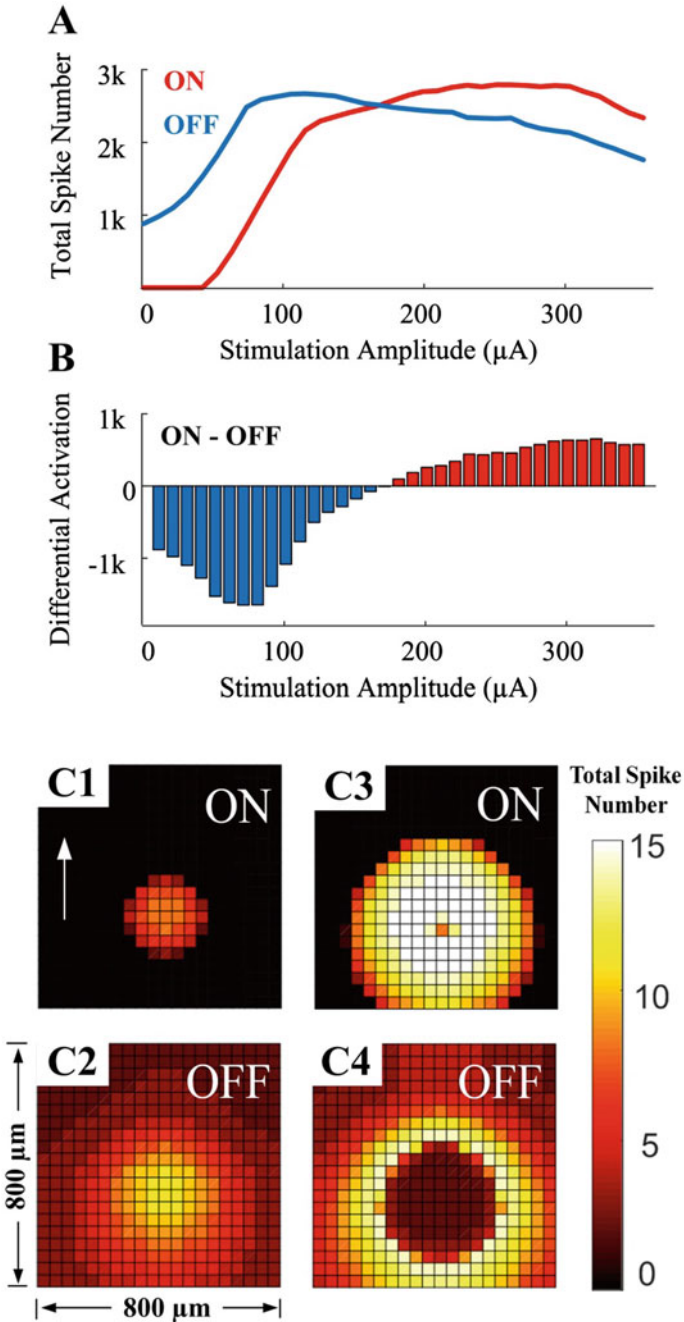 A
3k
ON
OFF
2k
1k
Total Spike Number
0 100 200 300
Stimulation Amplitude (µA)
B
1k
ON - OFF
0
-1k
Differential Activation
0 100 200 300
Stimulation Amplitude (µA)
C1
ON
C3
ON
Total Spike
Number
15
10
5
0
C2
OFF
C4
OFF
800 µm
800 µm